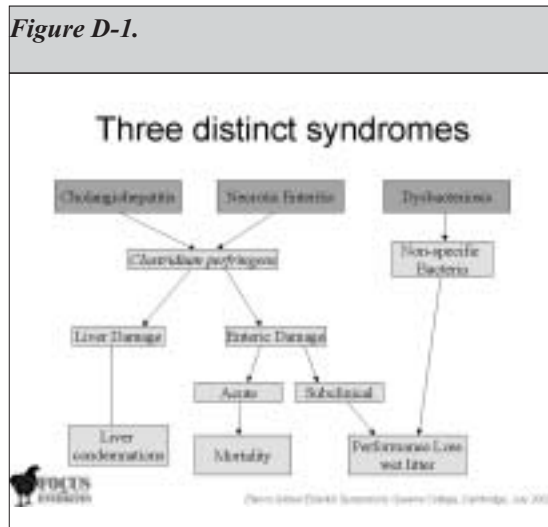 Figure D-1.
Three distinct syndromes
Cholangiohepatitis
Necrotic Enteritis
Dysbacteriosis
Clostridium perfringens
Non-specific
Bacteria
Liver Damage
Enteric Damage
Acute
Subclinical
Liver
condemnations
Mortality
Performance Loss
wet litter
FOCUS